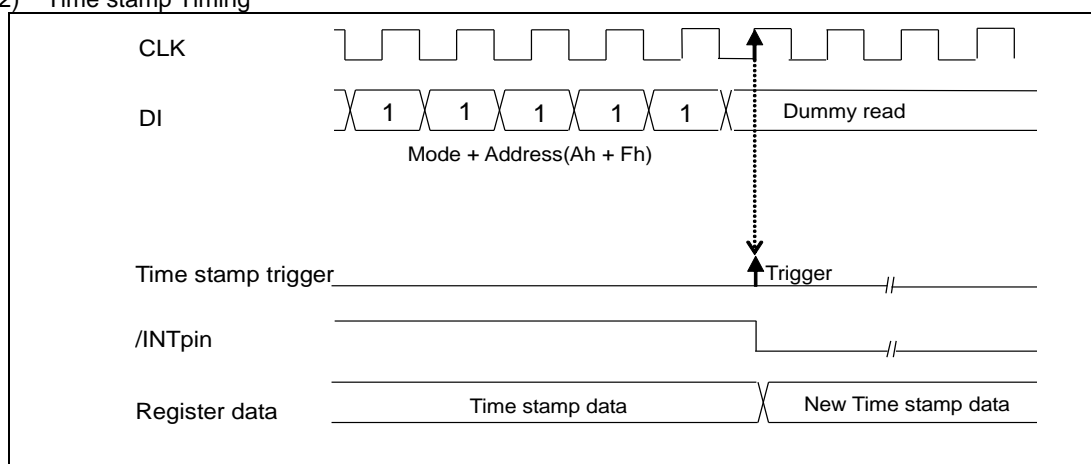 2) Time stamp Timing
CLK
DI
1 1 1 1 1 Dummy read
Mode + Address(Ah + Fh)
Time stamp trigger
Trigger
/INTpin
Register data
Time stamp data
New Time stamp data